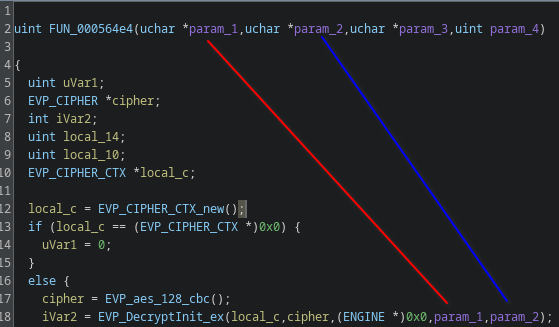 1
2 uint FUN_000564e4(uchar *param_1,uchar *param_2,uchar *param_3,uint param_4)
3
4 {
5 uint uVar1;
6 EVP_CIPHER *cipher;
7 int iVar2;
8 uint local_14;
9 uint local_10;
10 EVP_CIPHER_CTX *local_c;
11
12 local_c = EVP_CIPHER_CTX_new();
13 if (local_c == (EVP_CIPHER_CTX *)0x0) {
14 uVar1 = 0;
15 }
16 else {
17 cipher = EVP_aes_128_cbc();
18 iVar2 = EVP_DecryptInit_ex(local_c,cipher,(ENGINE *)0x0,param_1,param_2);